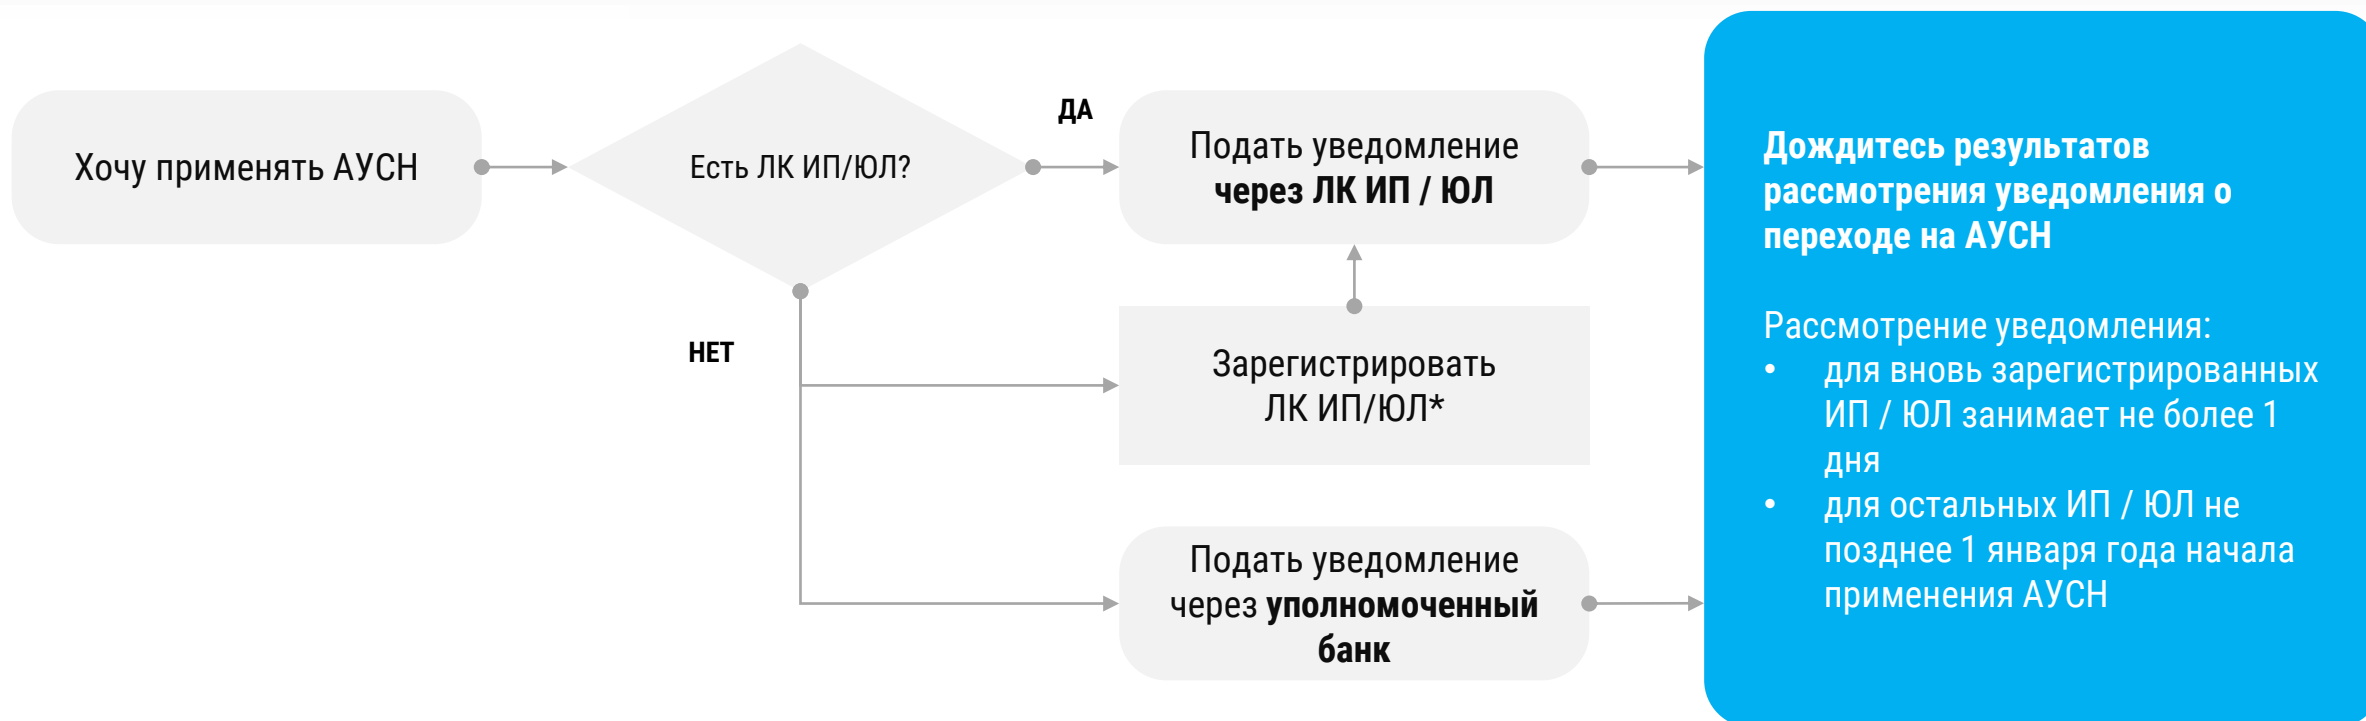 Хочу применять АУСН
Есть ЛК ИП/ЮЛ?
ДА
НЕТ
Подать уведомление
через ЛК ИП / ЮЛ
Зарегистрировать
ЛК ИП/ЮЛ*
Подать уведомление
через уполномоченный
банк
Дождитесь результатов
рассмотрения уведомления о
переходе на АУСН
Рассмотрение уведомления:
• для вновь зарегистрированных
ИП / ЮЛ занимает не более 1
дня
• для остальных ИП / ЮЛ не
позднее 1 января года начала
применения АУСН